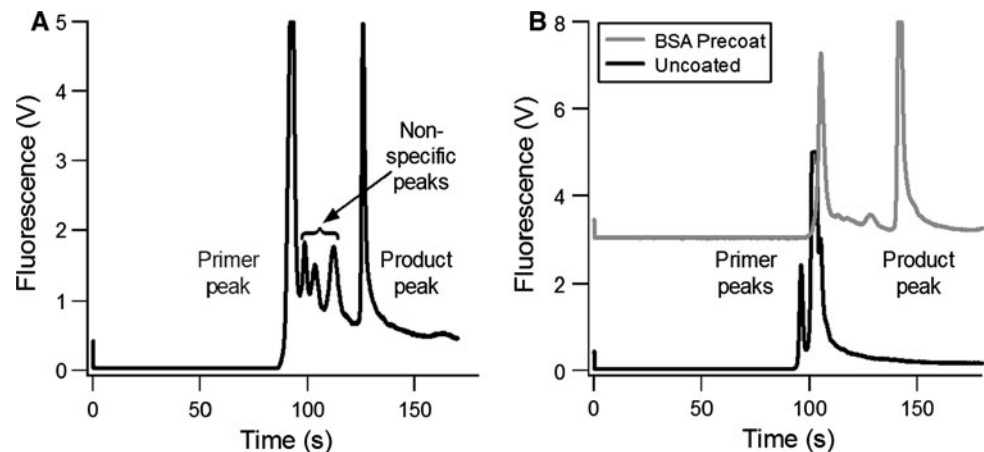 A
Fluorescence (V)
5
4
3
2
1
0
Non-
specific
peaks
Primer
peak
Product
peak
0
50
100
150
Time (s)
B
Fluorescence (V)
8
6
4
2
0
BSA Precoat
Uncoated
Primer
peaks
Product
peak
0
50
100
150
Time (s)